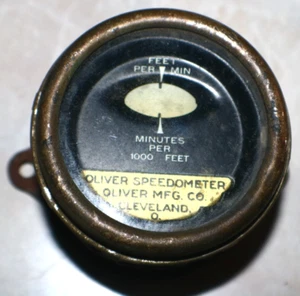 FEET
PER MIN
MINUTES
PER
1000 FEET
OLIVER SPEEDOMETER
OLIVER MFG. CO.
CLEVELAND,
O.